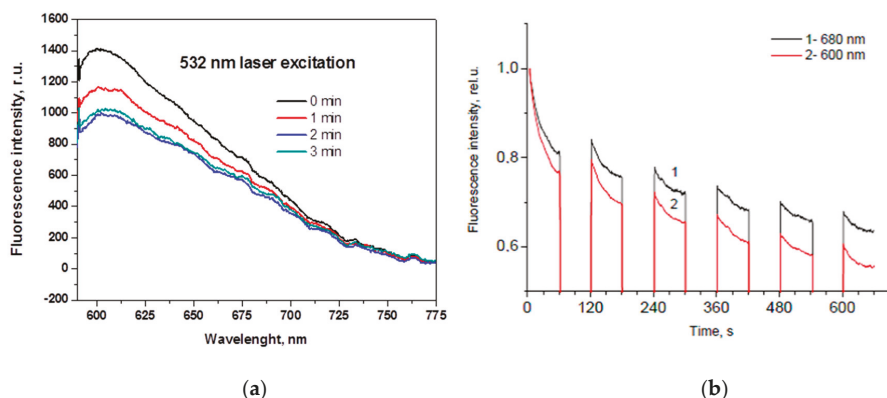 1600
1400
1200
1000
800
600
400
200
0
-200
Fluorescence intensity, r.u.
532 nm laser excitation
0 min
1 min
2 min
3 min
600 625 650 675 700 725 750 775
Wavelenght, nm
(a)
1- 680 nm
2- 600 nm
1.0
0.8
0.6
Fluorescence intensity, rel.u.
1
2
0 120 240 360 480 600
Time, s
(b)